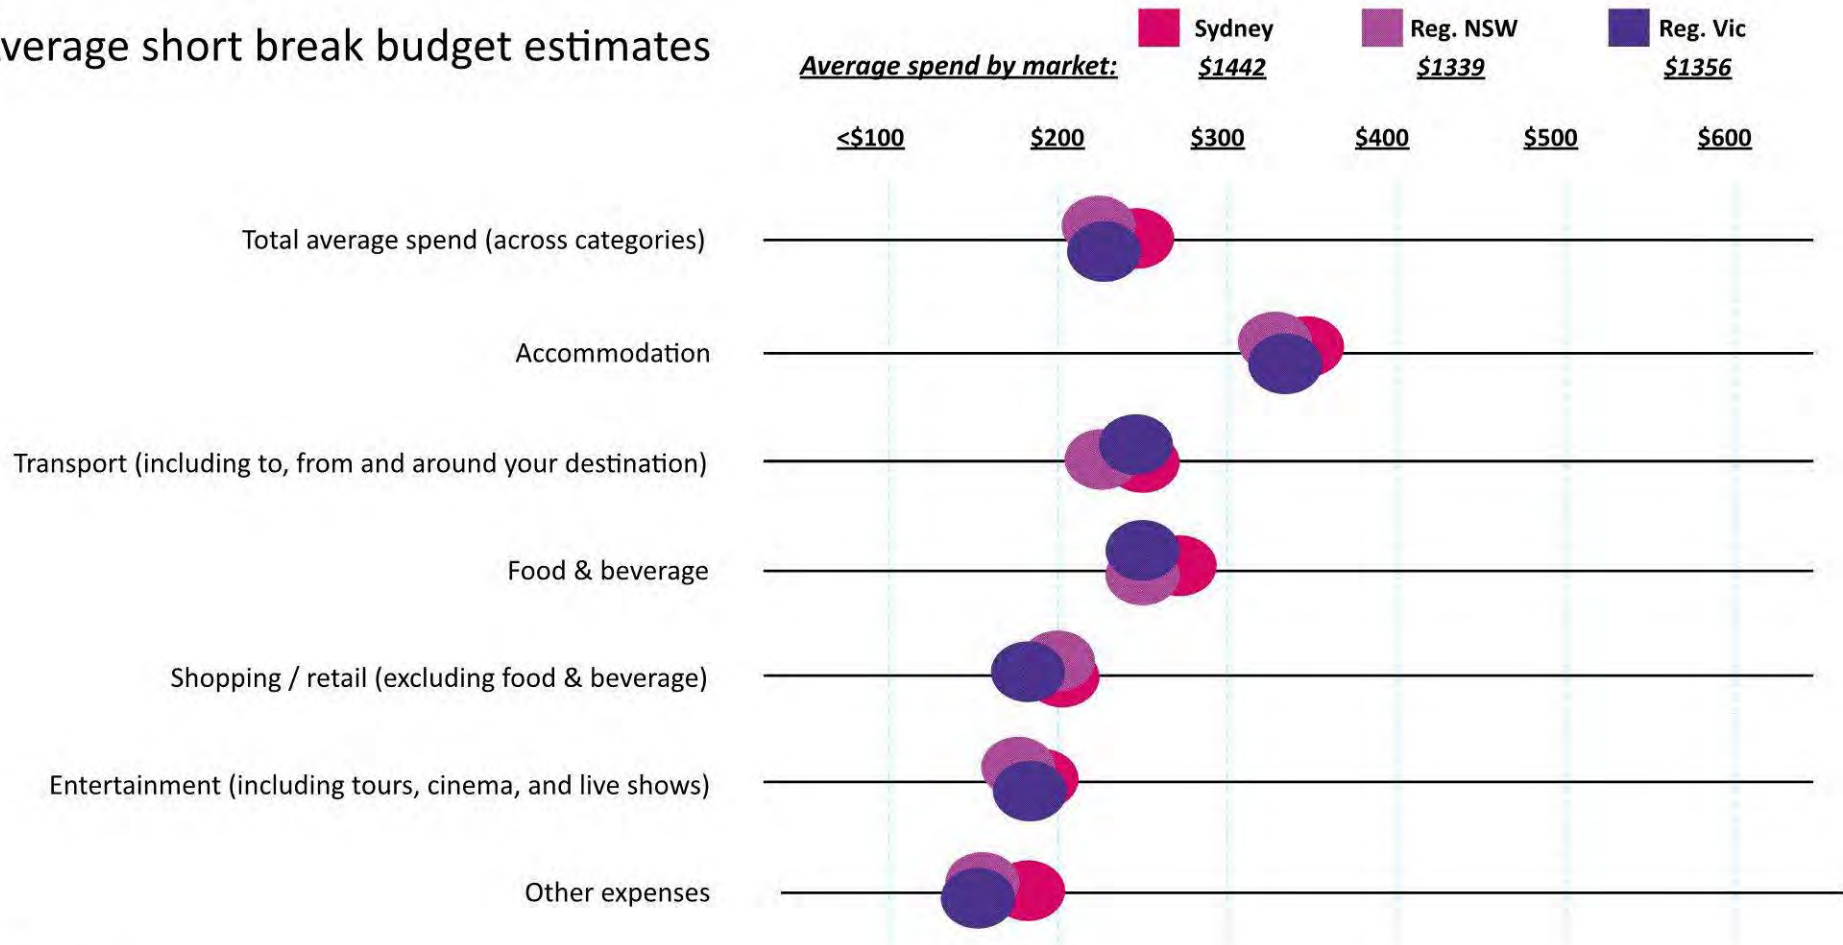 verage short break budget estimates
Sydney Reg. NSW Reg. Vic
Average spend by market: $1442 $1339 $1356
<$100 $200 $300 $400 $500 $600
Total average spend (across categories)
Accommodation
Transport (including to, from and around your destination)
Food & beverage
Shopping / retail (excluding food & beverage)
Entertainment (including tours, cinema, and live shows)
Other expenses